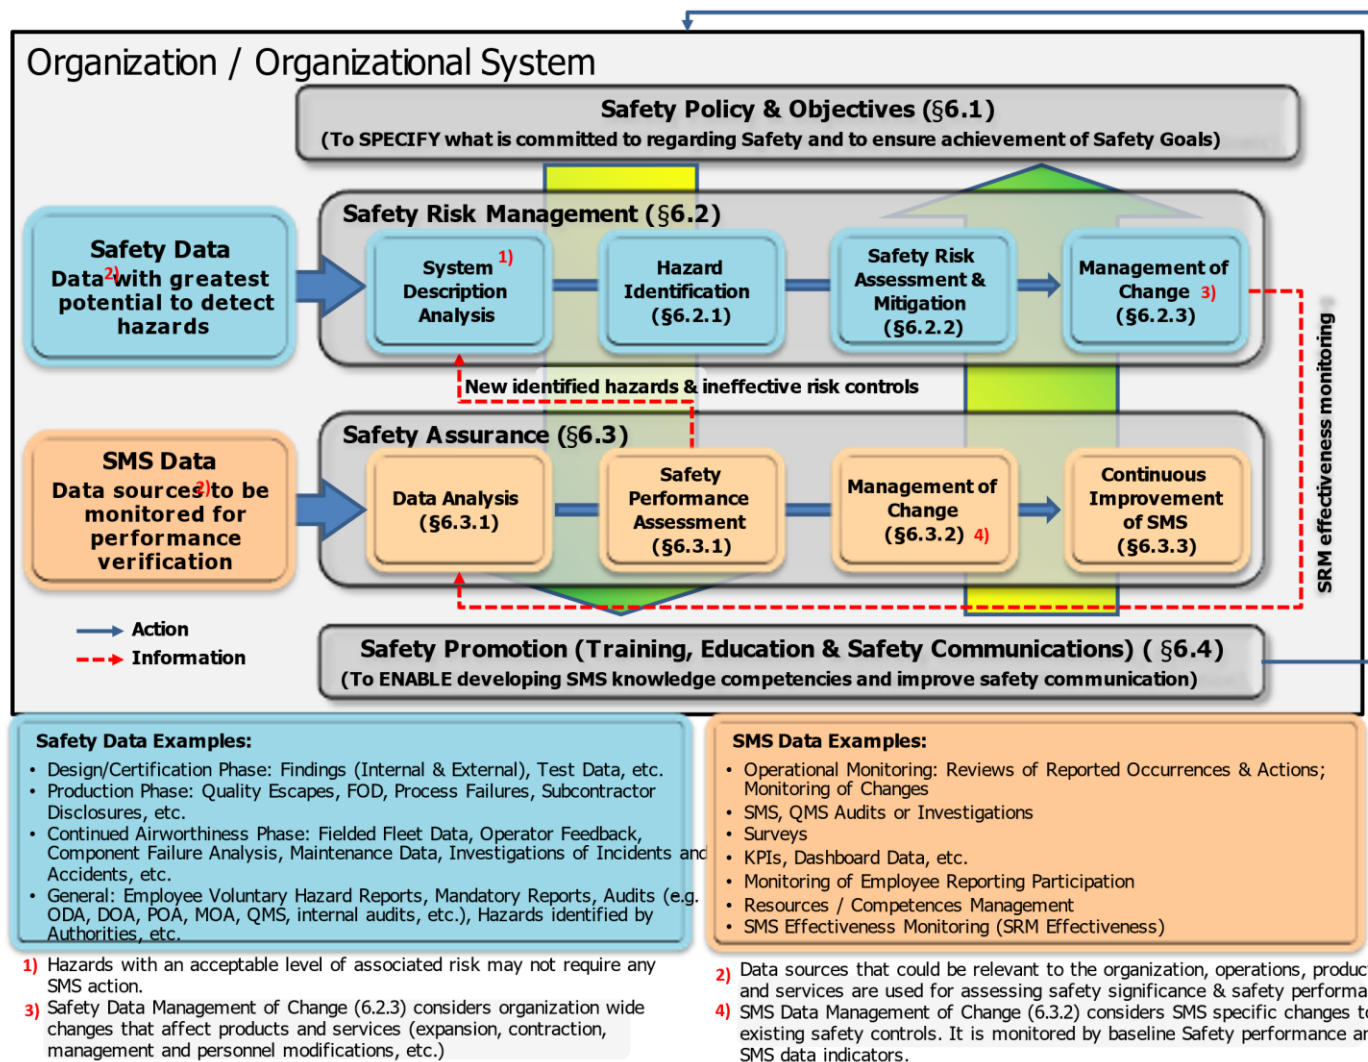 Organization / Organizational System
Safety Policy & Objectives (§6.1)
(To SPECIFY what is committed to regarding Safety and to ensure achievement of Safety Goals)
Safety Risk Management (§6.2)
Safety Data
2)
Data with greatest
potential to detect
hazards
System 1)
Description
Analysis
Hazard
Identification
(§6.2.1)
Safety Risk
Assessment &
Mitigation
(§6.2.2)
Management of
Change 3)
(§6.2.3)
New identified hazards & ineffective risk controls
SRM effectiveness monitoring
Safety Assurance (§6.3)
SMS Data
2)
Data sources to be
monitored for
performance
verification
Data Analysis
(§6.3.1)
Safety
Performance
Assessment
(§6.3.1)
Management of
Change
(§6.3.2) 4)
Continuous
Improvement
of SMS
(§6.3.3)
Action
Information
Safety Promotion (Training, Education & Safety Communications) ( §6.4)
(To ENABLE developing SMS knowledge competencies and improve safety communication)
Safety Data Examples:
• Design/Certification Phase: Findings (Internal & External), Test Data, etc.
• Production Phase: Quality Escapes, FOD, Process Failures, Subcontractor
Disclosures, etc.
• Continued Airworthiness Phase: Fielded Fleet Data, Operator Feedback,
Component Failure Analysis, Maintenance Data, Investigations of Incidents and
Accidents, etc.
• General: Employee Voluntary Hazard Reports, Mandatory Reports, Audits (e.g.
ODA, DOA, POA, MOA, QMS, internal audits, etc.), Hazards identified by
Authorities, etc.
SMS Data Examples:
• Operational Monitoring: Reviews of Reported Occurrences & Actions;
Monitoring of Changes
• SMS, QMS Audits or Investigations
• Surveys
• KPIs, Dashboard Data, etc.
• Monitoring of Employee Reporting Participation
• Resources / Competences Management
• SMS Effectiveness Monitoring (SRM Effectiveness)
1) Hazards with an acceptable level of associated risk may not require any
SMS action.
3) Safety Data Management of Change (6.2.3) considers organization wide
changes that affect products and services (expansion, contraction,
management and personnel modifications, etc.)
2) Data sources that could be relevant to the organization, operations, product
and services are used for assessing safety significance & safety performa
4) SMS Data Management of Change (6.3.2) considers SMS specific changes to
existing safety controls. It is monitored by baseline Safety performance an
SMS data indicators.